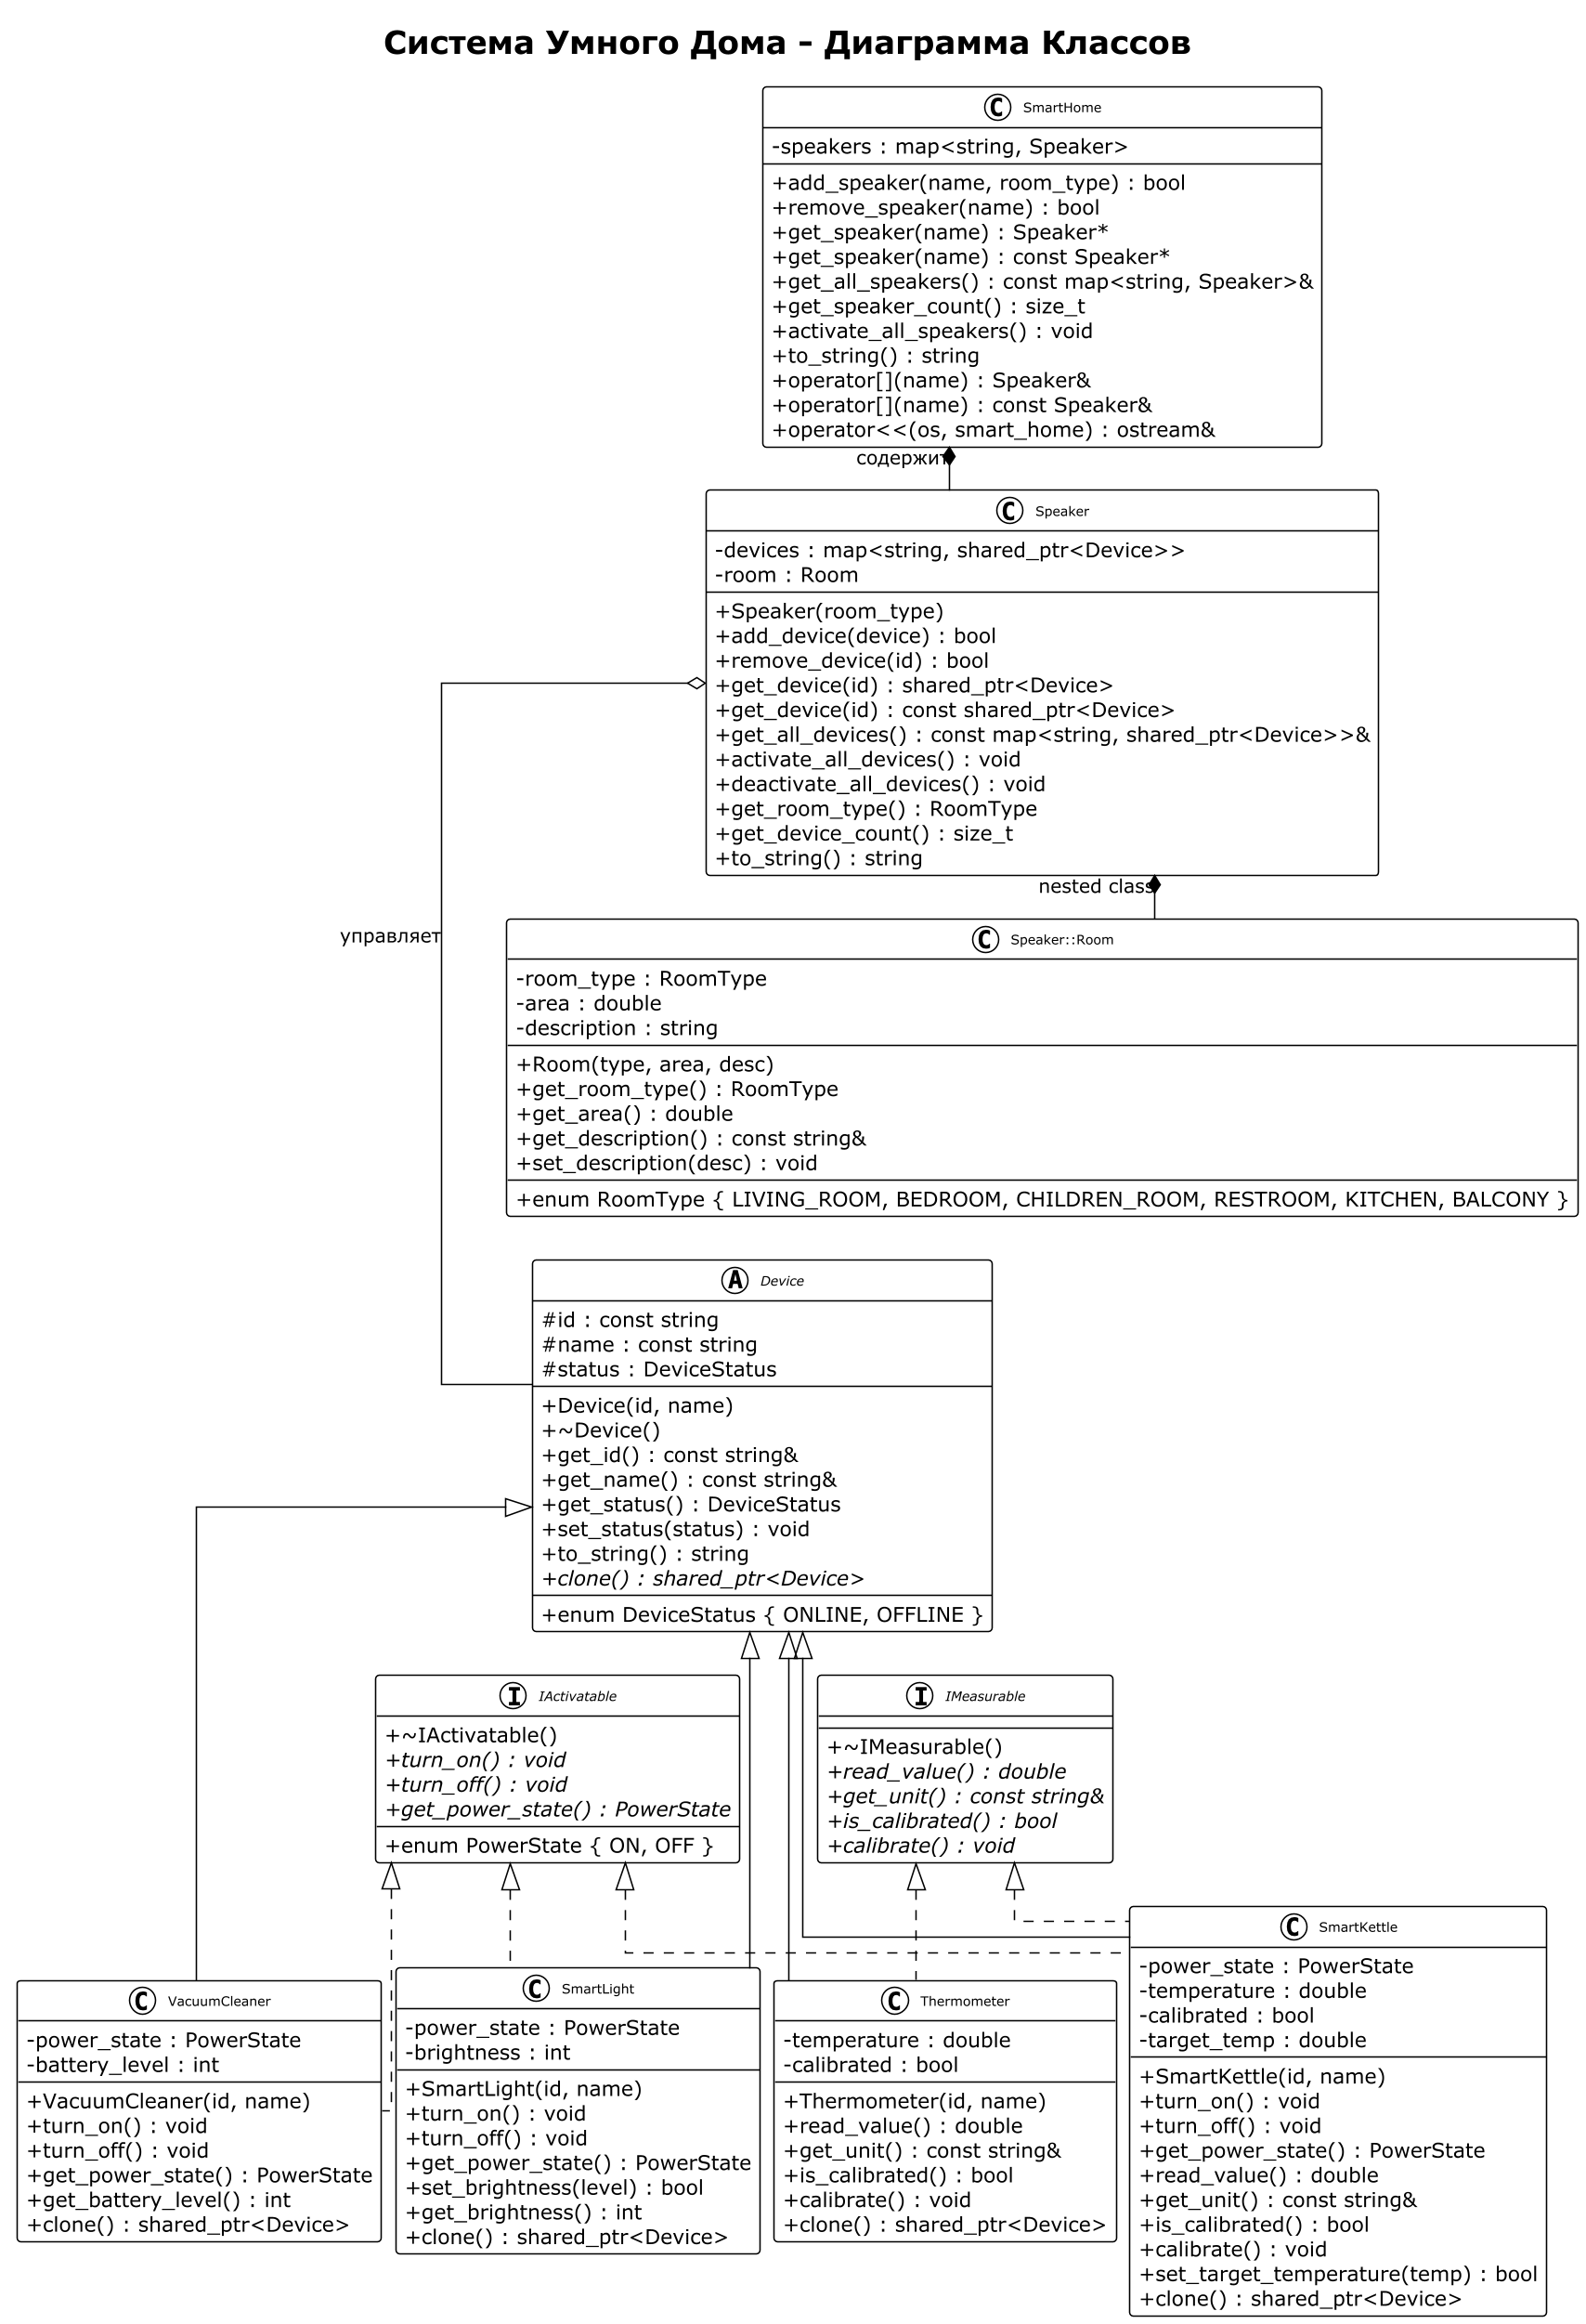 Система Умного Дома – Диаграмма Классов
C SmartHome
-speakers : map<string, Speaker>
+add_speaker(name, room_type) : bool
+remove_speaker(name) : bool
+get_speaker(name) : Speaker*
+get_speaker(name) : const Speaker*
+get_all_speakers() : const map<string, Speaker>&
+get_speaker_count() : size_t
+activate_all_speakers() : void
+to_string() : string
+operator[](name) : Speaker&
+operator[](name) : const Speaker&
+operator<<(os, smart_home) : ostream&
содержит
C Speaker
-devices : map<string, shared_ptr<Device>>
-room : Room
+Speaker(room_type)
+add_device(device) : bool
+remove_device(id) : bool
+get_device(id) : shared_ptr<Device>
+get_device(id) : const shared_ptr<Device>
+get_all_devices() : const map<string, shared_ptr<Device>>&
+activate_all_devices() : void
+deactivate_all_devices() : void
+get_room_type() : RoomType
+get_device_count() : size_t
+to_string() : string
nested class
управляет
C Speaker::Room
-room_type : RoomType
-area : double
-description : string
+Room(type, area, desc)
+get_room_type() : RoomType
+get_area() : double
+get_description() : const string&
+set_description(desc) : void
+enum RoomType { LIVING_ROOM, BEDROOM, CHILDREN_ROOM, RESTROOM, KITCHEN, BALCONY }
A Device
#id : const string
#name : const string
#status : DeviceStatus
+Device(id, name)
+~Device()
+get_id() : const string&
+get_name() : const string&
+get_status() : DeviceStatus
+set_status(status) : void
+to_string() : string
+clone() : shared_ptr<Device>
+enum DeviceStatus { ONLINE, OFFLINE }
I IActivatable
+~IActivatable()
+turn_on() : void
+turn_off() : void
+get_power_state() : PowerState
+enum PowerState { ON, OFF }
I IMeasurable
+~IMeasurable()
+read_value() : double
+get_unit() : const string&
+is_calibrated() : bool
+calibrate() : void
C VacuumCleaner
-power_state : PowerState
-battery_level : int
+VacuumCleaner(id, name)
+turn_on() : void
+turn_off() : void
+get_power_state() : PowerState
+get_battery_level() : int
+clone() : shared_ptr<Device>
C SmartLight
-power_state : PowerState
-brightness : int
+SmartLight(id, name)
+turn_on() : void
+turn_off() : void
+get_power_state() : PowerState
+set_brightness(level) : bool
+get_brightness() : int
+clone() : shared_ptr<Device>
C Thermometer
-temperature : double
-calibrated : bool
+Thermometer(id, name)
+read_value() : double
+get_unit() : const string&
+is_calibrated() : bool
+calibrate() : void
+clone() : shared_ptr<Device>
C SmartKettle
-power_state : PowerState
-temperature : double
-calibrated : bool
-target_temp : double
+SmartKettle(id, name)
+turn_on() : void
+turn_off() : void
+get_power_state() : PowerState
+read_value() : double
+get_unit() : const string&
+is_calibrated() : bool
+calibrate() : void
+set_target_temperature(temp) : bool
+clone() : shared_ptr<Device>